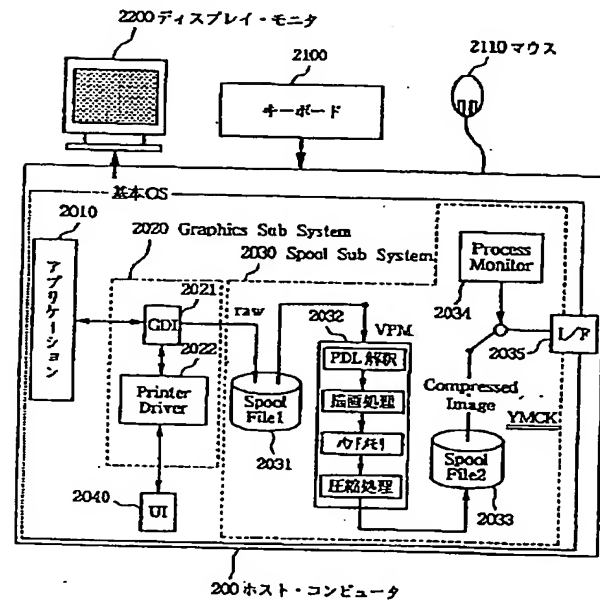 2200 ディスプレイ・モニタ
2100
キーボード
2110 マウス
基本OS
2010
アプリケーション
2020 Graphics Sub System
2021
GDI
2022
Printer
Driver
2040
UI
2030 Spool Sub System
raw
Spool
File1
2031
2032
VPM
PDL 解釈
描画処理
バンドメモリ
圧縮処理
Process
Monitor
2034
2035
I/F
Compressed
Image
YMCK
Spool
File2
2033
200 ホスト・コンピュータ